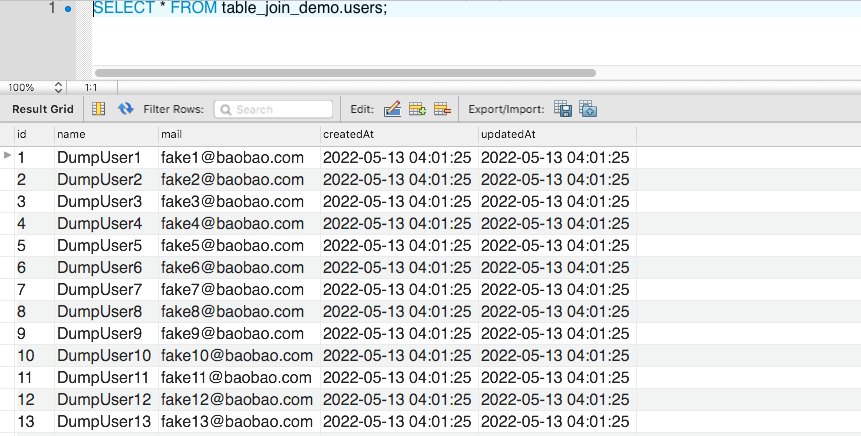 1 SELECT * FROM table_join_demo.users;
100% 1:1
Result Grid Filter Rows: Search Edit: Export/Import:
id name mail createdAt updatedAt
1 DumpUser1 fake1@baobao.com 2022-05-13 04:01:25 2022-05-13 04:01:25
2 DumpUser2 fake2@baobao.com 2022-05-13 04:01:25 2022-05-13 04:01:25
3 DumpUser3 fake3@baobao.com 2022-05-13 04:01:25 2022-05-13 04:01:25
4 DumpUser4 fake4@baobao.com 2022-05-13 04:01:25 2022-05-13 04:01:25
5 DumpUser5 fake5@baobao.com 2022-05-13 04:01:25 2022-05-13 04:01:25
6 DumpUser6 fake6@baobao.com 2022-05-13 04:01:25 2022-05-13 04:01:25
7 DumpUser7 fake7@baobao.com 2022-05-13 04:01:25 2022-05-13 04:01:25
8 DumpUser8 fake8@baobao.com 2022-05-13 04:01:25 2022-05-13 04:01:25
9 DumpUser9 fake9@baobao.com 2022-05-13 04:01:25 2022-05-13 04:01:25
10 DumpUser10 fake10@baobao.com 2022-05-13 04:01:25 2022-05-13 04:01:25
11 DumpUser11 fake11@baobao.com 2022-05-13 04:01:25 2022-05-13 04:01:25
12 DumpUser12 fake12@baobao.com 2022-05-13 04:01:25 2022-05-13 04:01:25
13 DumpUser13 fake13@baobao.com 2022-05-13 04:01:25 2022-05-13 04:01:25